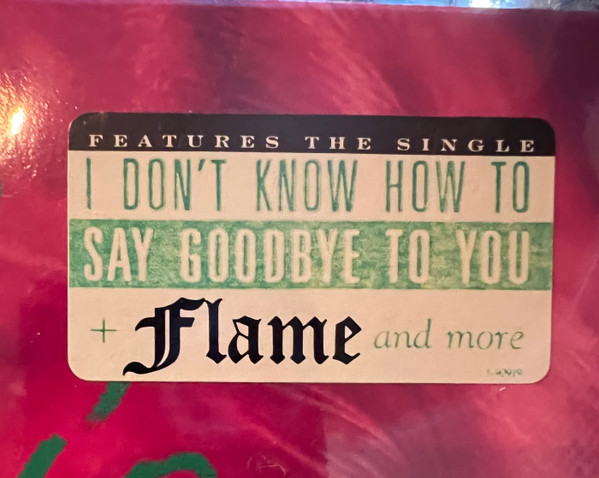 FEATURES THE SINGLE
I DON'T KNOW HOW TO
SAY GOODBYE TO YOU
+ Flame and more